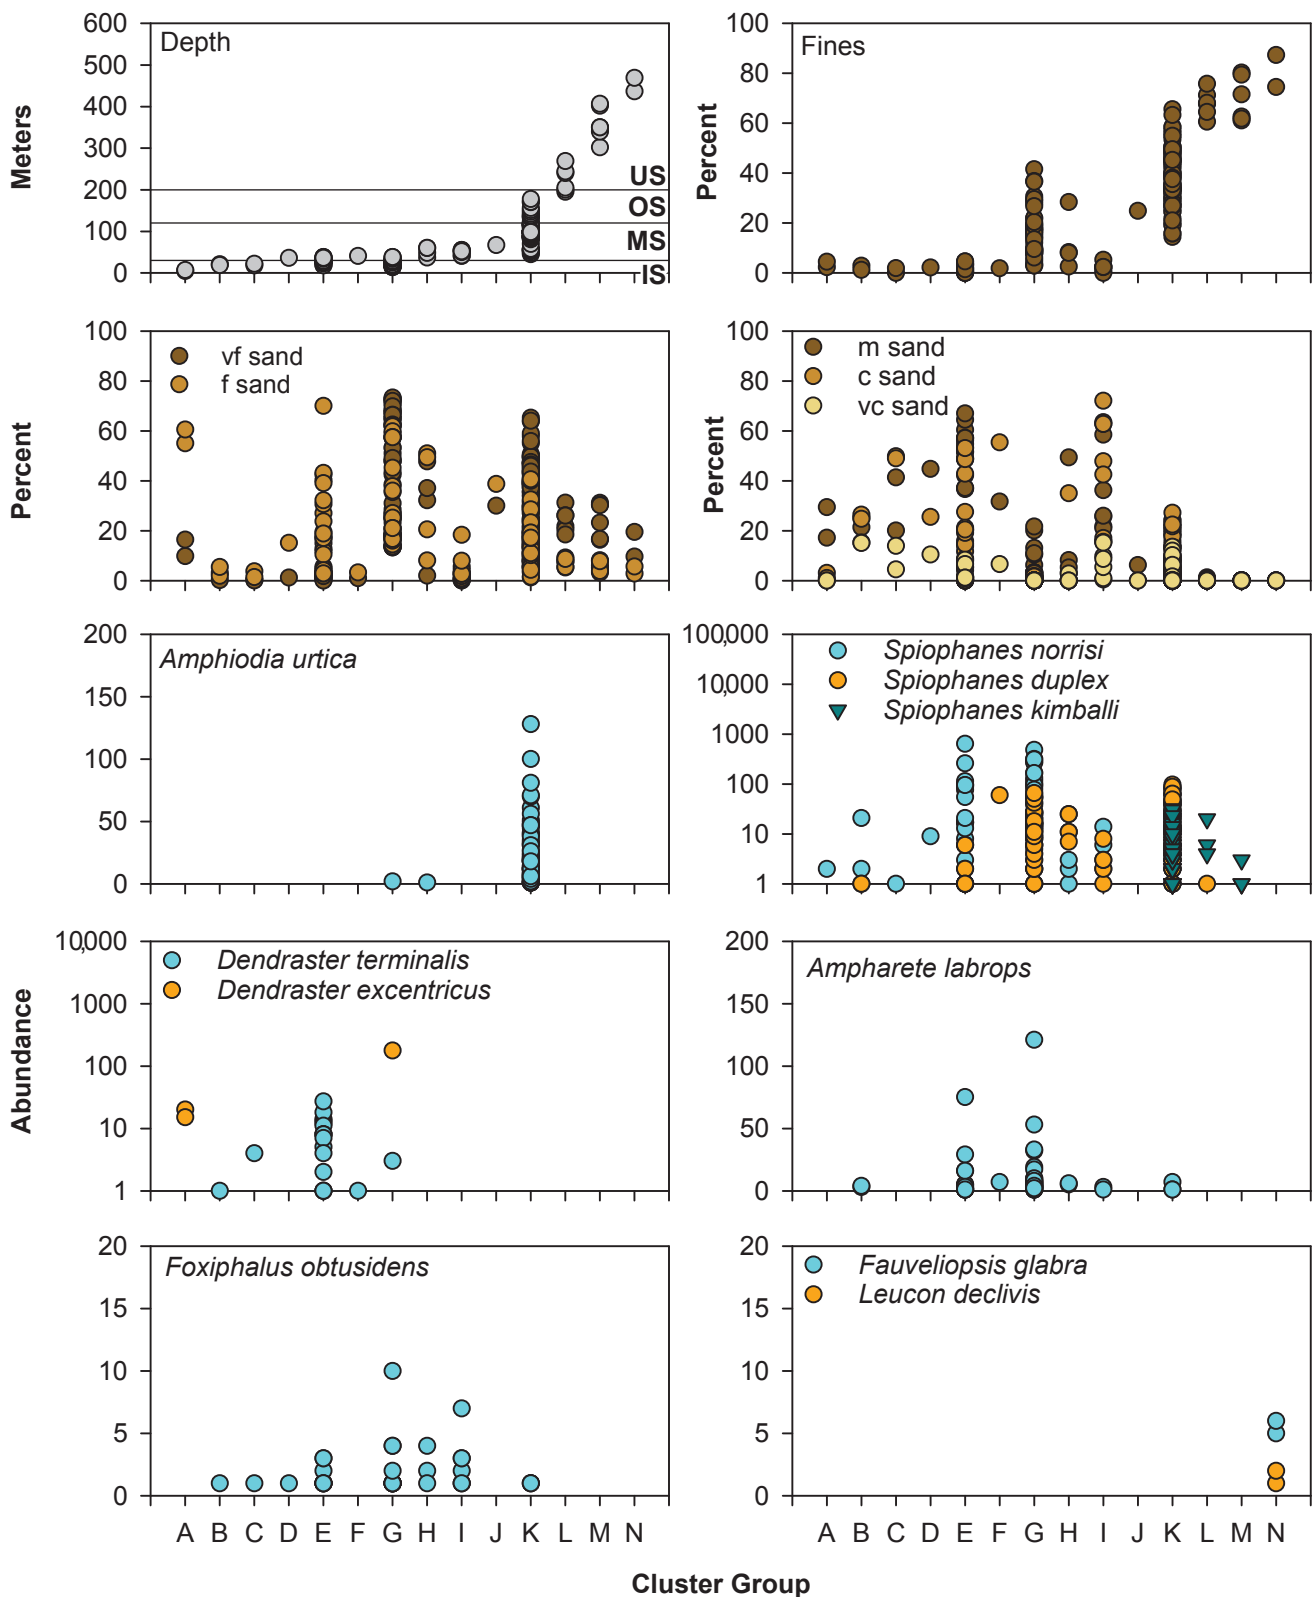 Depth
600
500
400
300
200
100
0
Meters
US
OS
MS
IS
Fines
100
80
60
40
20
0
Percent
vf sand
f sand
100
80
60
40
20
0
Percent
m sand
c sand
vc sand
100
80
60
40
20
0
Percent
Amphiodia urtica
200
150
100
50
0
Spiophanes norrisi
Spiophanes duplex
Spiophanes kimballi
100,000
10,000
1000
100
10
1
Dendraster terminalis
Dendraster excentricus
10,000
1000
100
10
1
Abundance
Ampharete labrops
200
150
100
50
0
Foxiphalus obtusidens
20
15
10
5
0
A B C D E F G H I J K L M N
Fauveliopsis glabra
Leucon declivis
20
15
10
5
0
A B C D E F G H I J K L M N
Cluster Group